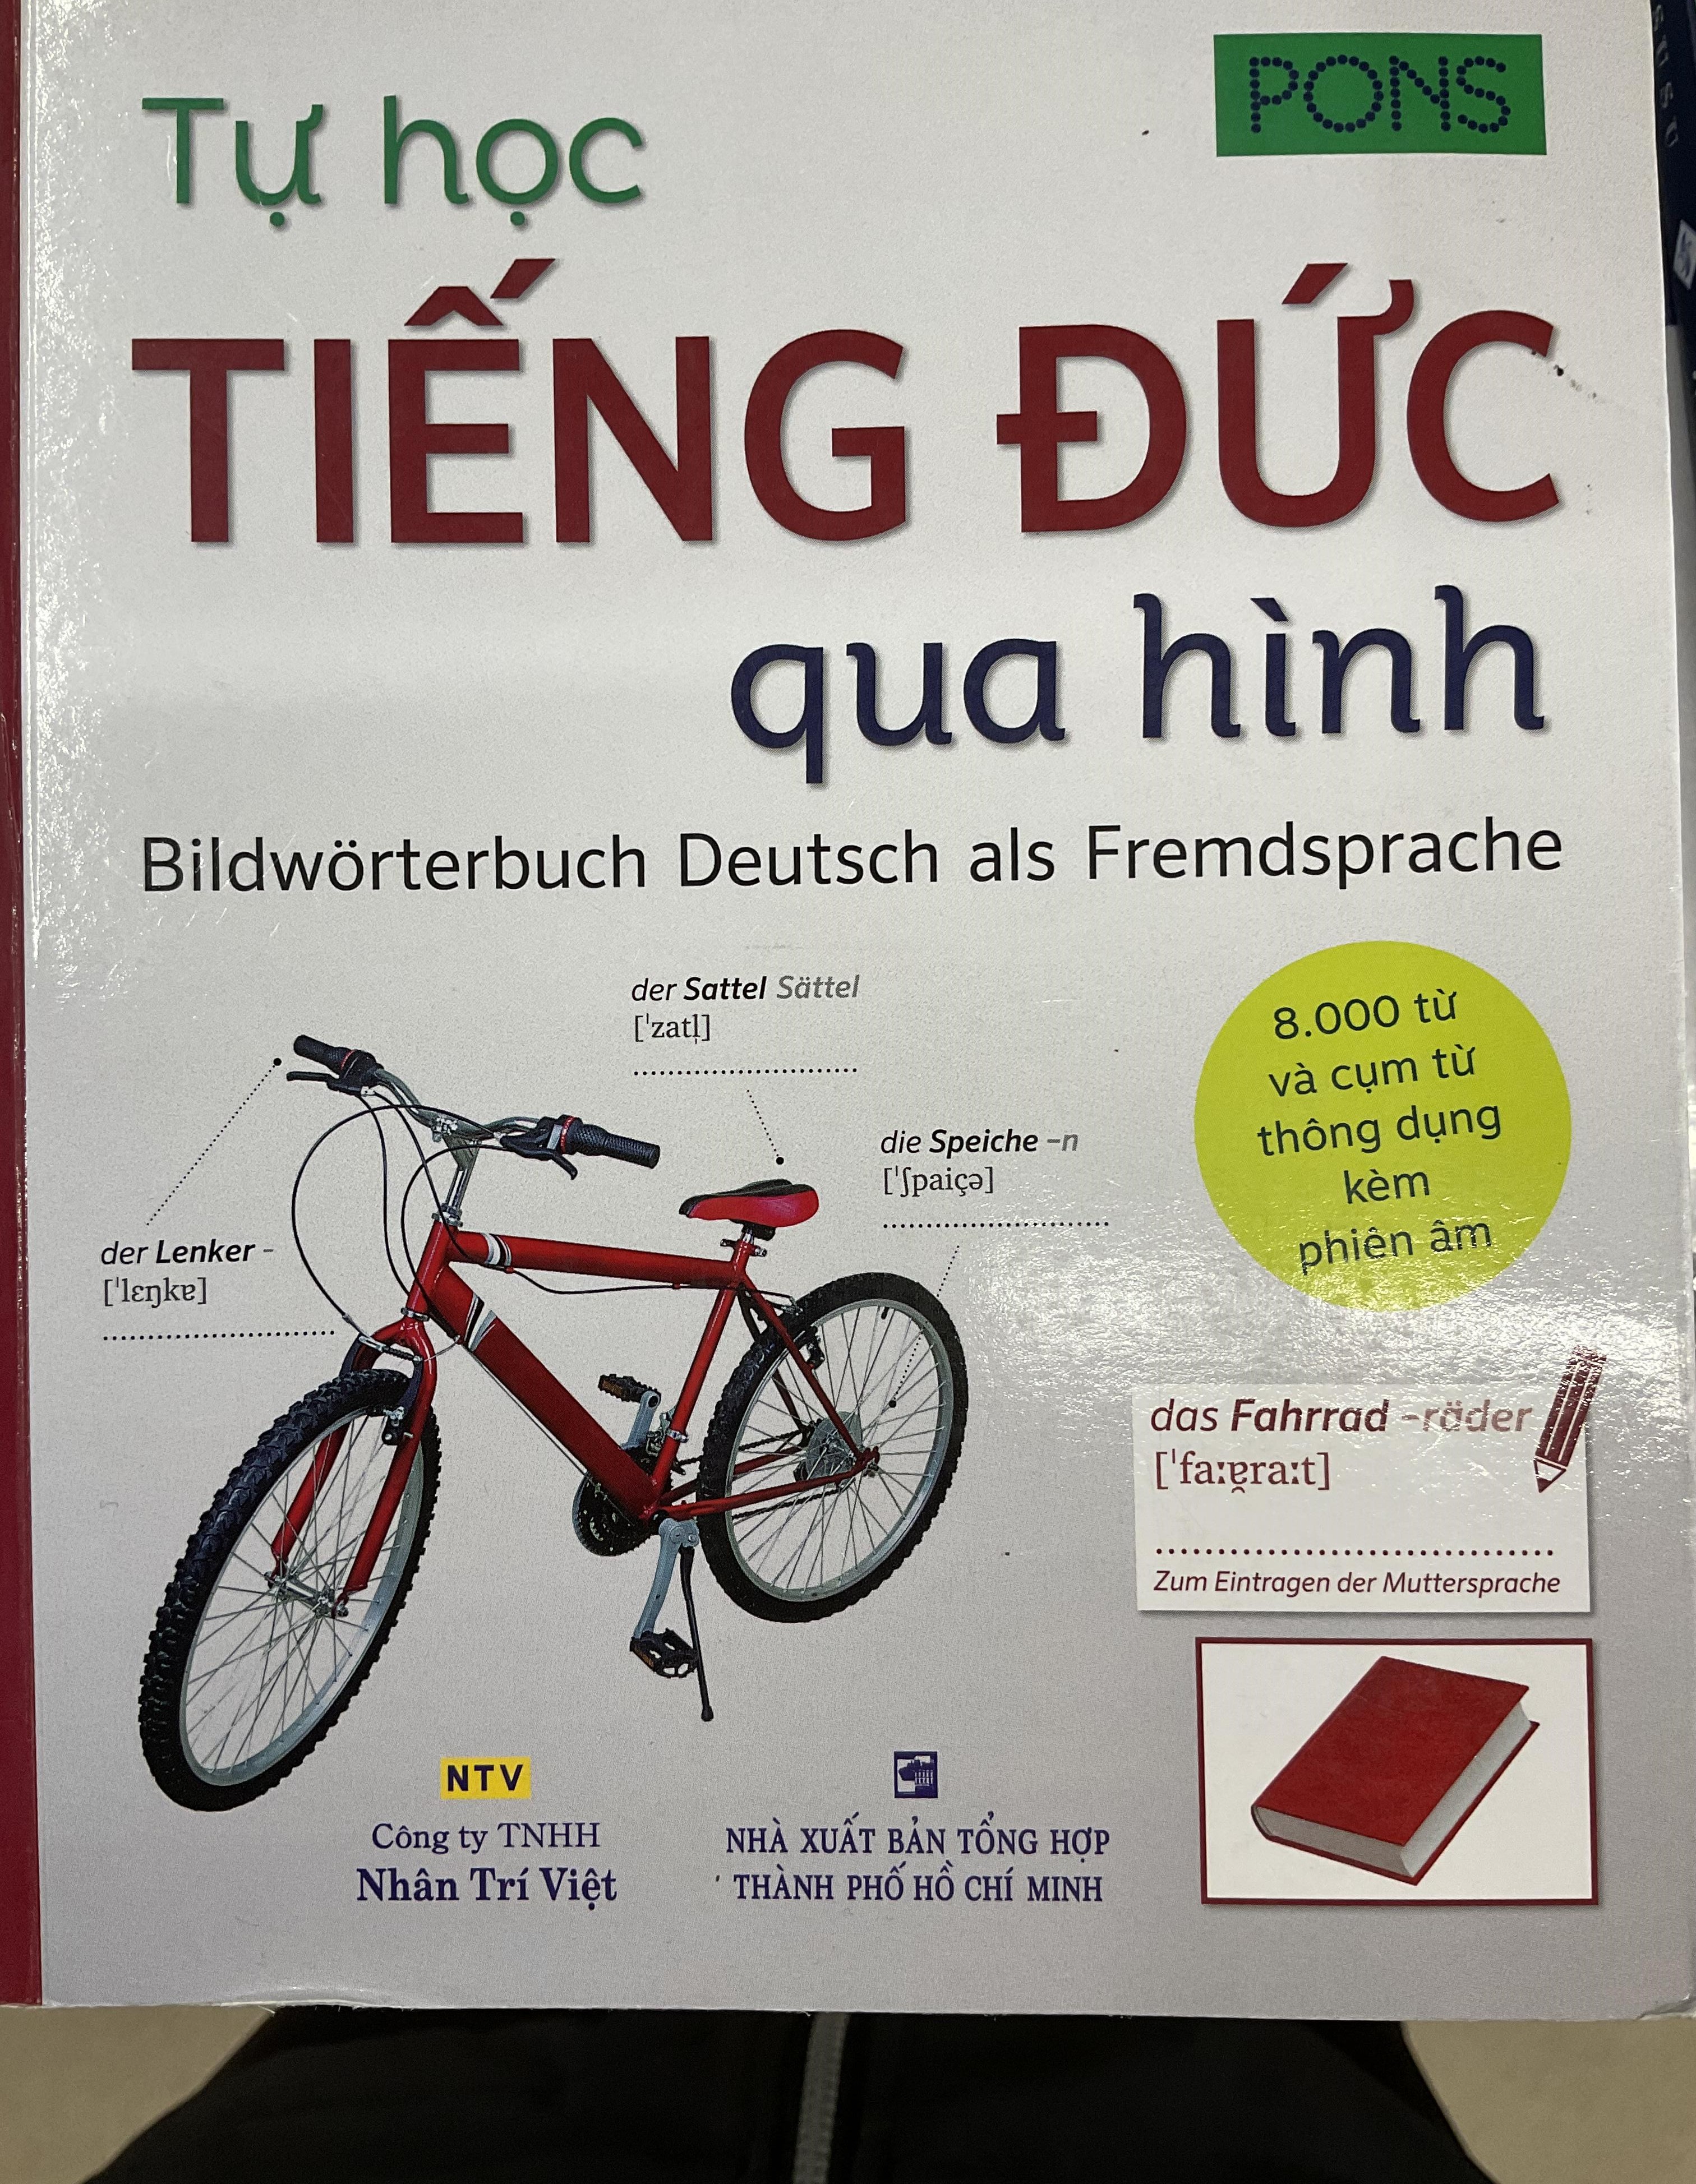 PONS
Tự học
TIẾNG ĐỨC
qua hình
Bildwörterbuch Deutsch als Fremdsprache
der Sattel Sättel
[ˈzatl̩]
die Speiche –n
[ˈʃpaiçə]
der Lenker –
[ˈlɛŋkɐ]
8.000 từ
và cụm từ
thông dụng
kèm
phiên âm
das Fahrrad –räder
[ˈfaːɐ̯raːt]
Zum Eintragen der Muttersprache
NTV
Công ty TNHH
Nhân Trí Việt
NHÀ XUẤT BẢN TỔNG HỢP
THÀNH PHỐ HỒ CHÍ MINH